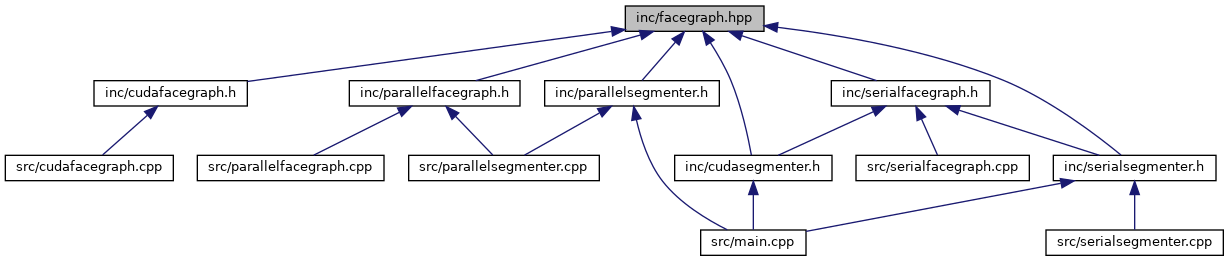 inc/facegraph.hpp
inc/cudafacegraph.h
inc/parallelfacegraph.h
inc/parallelsegmenter.h
inc/serialfacegraph.h
src/cudafacegraph.cpp
src/parallelfacegraph.cpp
src/parallelsegmenter.cpp
inc/cudasegmenter.h
src/serialfacegraph.cpp
inc/serialsegmenter.h
src/main.cpp
src/serialsegmenter.cpp